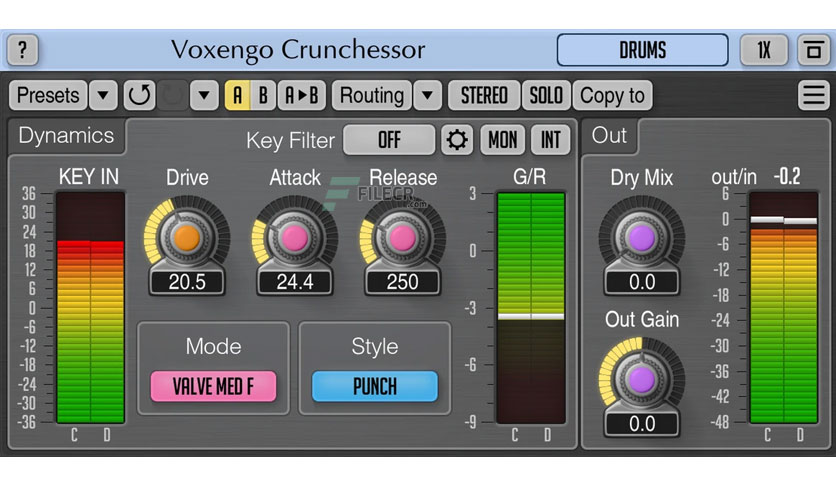 ? Voxengo Crunchessor DRUMS 1X
Presets A B A▶B Routing STEREO SOLO Copy to
Dynamics Key Filter OFF MON INT Out
KEY IN Drive Attack Release G/R Dry Mix out/in -0.2
FILECR
.com
36
30
24
18
12
6
0
-6
-12
-18
-24
-30
-36
C D
20.5 24.4 250
Mode Style
VALVE MED F PUNCH
3
0
-3
-6
-9
C D
0.0
Out Gain
0.0
6
0
-6
-12
-18
-24
-30
-36
-42
-48
C D